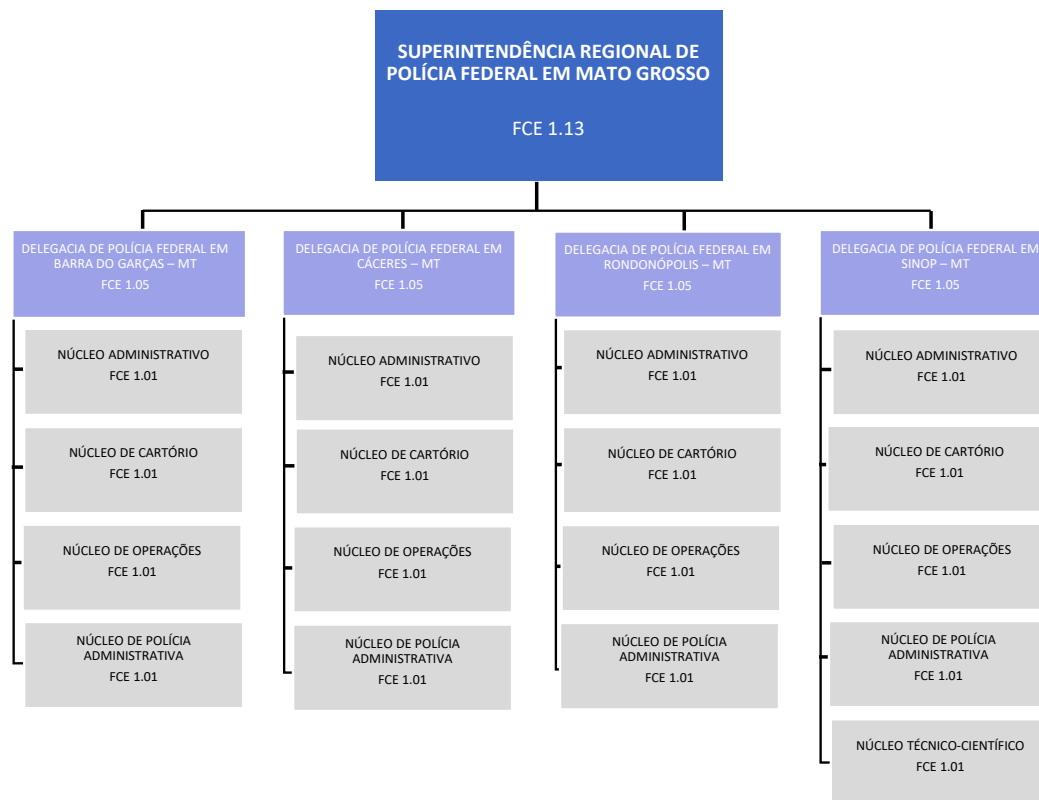 SUPERINTENDÊNCIA REGIONAL DE
POLÍCIA FEDERAL EM MATO GROSSO
FCE 1.13
DELEGACIA DE POLÍCIA FEDERAL EM
BARRA DO GARÇAS – MT
FCE 1.05
NÚCLEO ADMINISTRATIVO
FCE 1.01
NÚCLEO DE CARTÓRIO
FCE 1.01
NÚCLEO DE OPERAÇÕES
FCE 1.01
NÚCLEO DE POLÍCIA
ADMINISTRATIVA
FCE 1.01
DELEGACIA DE POLÍCIA FEDERAL EM
CÁCERES – MT
FCE 1.05
NÚCLEO ADMINISTRATIVO
FCE 1.01
NÚCLEO DE CARTÓRIO
FCE 1.01
NÚCLEO DE OPERAÇÕES
FCE 1.01
NÚCLEO DE POLÍCIA
ADMINISTRATIVA
FCE 1.01
DELEGACIA DE POLÍCIA FEDERAL EM
RONDONÓPOLIS – MT
FCE 1.05
NÚCLEO ADMINISTRATIVO
FCE 1.01
NÚCLEO DE CARTÓRIO
FCE 1.01
NÚCLEO DE OPERAÇÕES
FCE 1.01
NÚCLEO DE POLÍCIA
ADMINISTRATIVA
FCE 1.01
DELEGACIA DE POLÍCIA FEDERAL EM
SINOP – MT
FCE 1.05
NÚCLEO ADMINISTRATIVO
FCE 1.01
NÚCLEO DE CARTÓRIO
FCE 1.01
NÚCLEO DE OPERAÇÕES
FCE 1.01
NÚCLEO DE POLÍCIA
ADMINISTRATIVA
FCE 1.01
NÚCLEO TÉCNICO-CIENTÍFICO
FCE 1.01